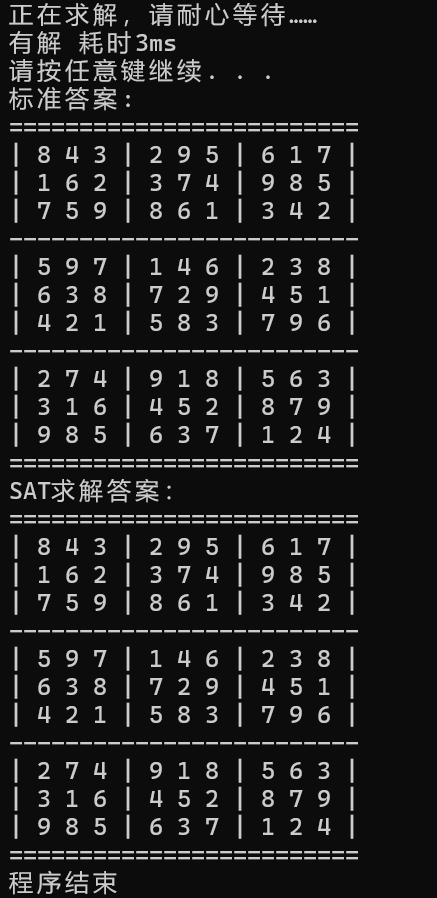 正在求解，请耐心等待……
有解 耗时3ms
请按任意键继续. . .
标准答案：
=========================
| 8 4 3 | 2 9 5 | 6 1 7 |
| 1 6 2 | 3 7 4 | 9 8 5 |
| 7 5 9 | 8 6 1 | 3 4 2 |
-------------------------
| 5 9 7 | 1 4 6 | 2 3 8 |
| 6 3 8 | 7 2 9 | 4 5 1 |
| 4 2 1 | 5 8 3 | 7 9 6 |
-------------------------
| 2 7 4 | 9 1 8 | 5 6 3 |
| 3 1 6 | 4 5 2 | 8 7 9 |
| 9 8 5 | 6 3 7 | 1 2 4 |
=========================
SAT求解答案：
=========================
| 8 4 3 | 2 9 5 | 6 1 7 |
| 1 6 2 | 3 7 4 | 9 8 5 |
| 7 5 9 | 8 6 1 | 3 4 2 |
-------------------------
| 5 9 7 | 1 4 6 | 2 3 8 |
| 6 3 8 | 7 2 9 | 4 5 1 |
| 4 2 1 | 5 8 3 | 7 9 6 |
-------------------------
| 2 7 4 | 9 1 8 | 5 6 3 |
| 3 1 6 | 4 5 2 | 8 7 9 |
| 9 8 5 | 6 3 7 | 1 2 4 |
=========================
程序结束